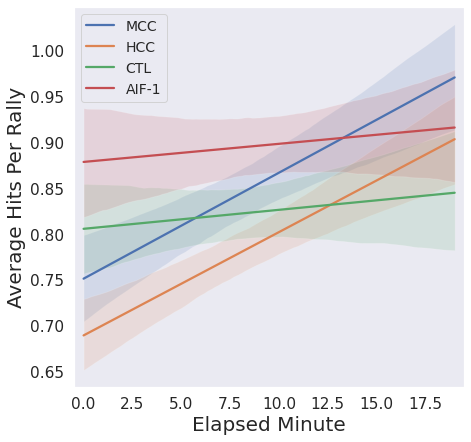 MCC
HCC
CTL
AIF-1
1.00
0.95
0.90
0.85
0.80
0.75
0.70
0.65
Average Hits Per Rally
0.0 2.5 5.0 7.5 10.0 12.5 15.0 17.5
Elapsed Minute